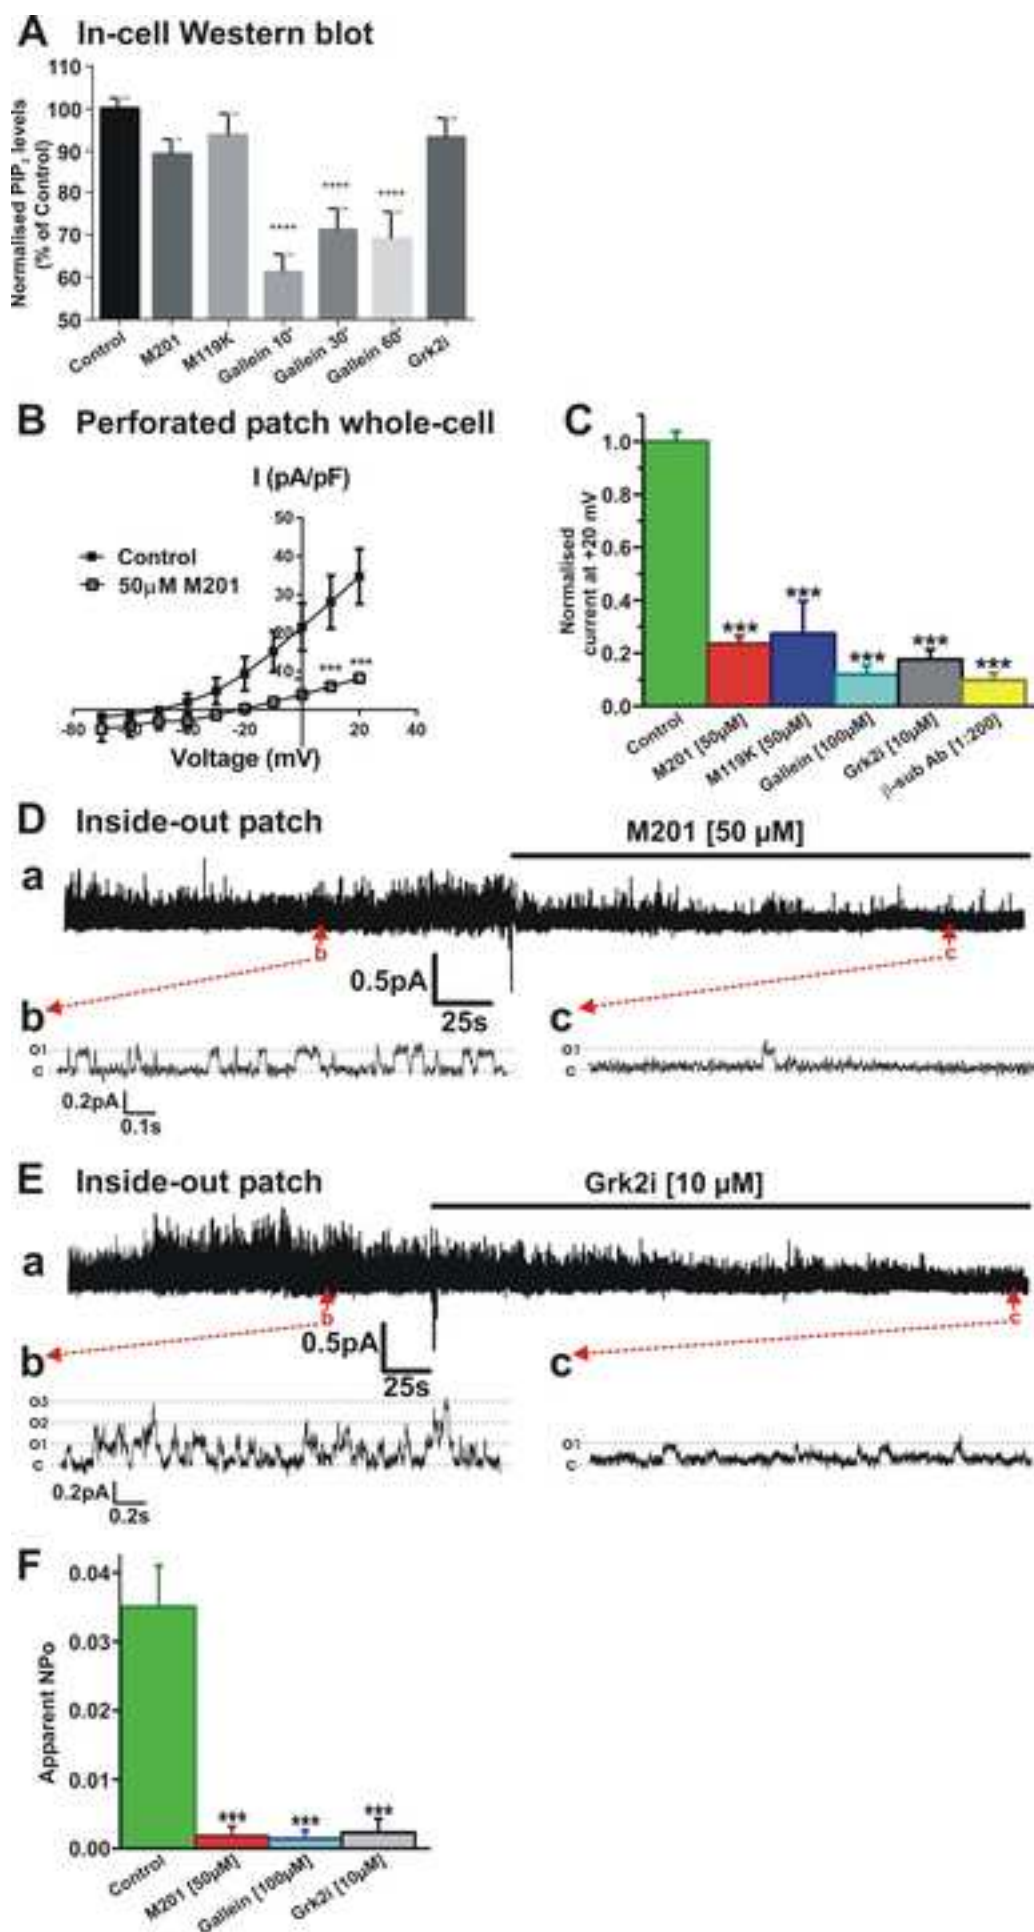 A In-cell Western blot
Normalised PIP₂ levels
(% of Control)
110
100
90
80
70
60
50
****
****
****
Control
M201
M119K
Gallein 10'
Gallein 30'
Gallein 60'
Grk2i
B Perforated patch whole-cell
I (pA/pF)
50
40
30
20
10
Control
50µM M201
*** ***
-80
-60
-40
-20
20
40
Voltage (mV)
C
Normalised
current at +20 mV
1.0
0.8
0.6
0.4
0.2
0.0
***
***
***
***
***
Control
M201 [50µM]
M119K [50µM]
Gallein [100µM]
Grk2i [10µM]
β-sub Ab [1:200]
D Inside-out patch
M201 [50 µM]
a
b
c
0.5pA
25s
b
c
O1
C
O1
C
0.2pA
0.1s
E Inside-out patch
Grk2i [10 µM]
a
b
c
0.5pA
25s
b
c
O3
O2
O1
C
O1
C
0.2pA
0.2s
F
Apparent NPo
0.04
0.03
0.02
0.01
0.00
***
***
***
Control
M201 [50µM]
Gallein [100µM]
Grk2i [10µM]